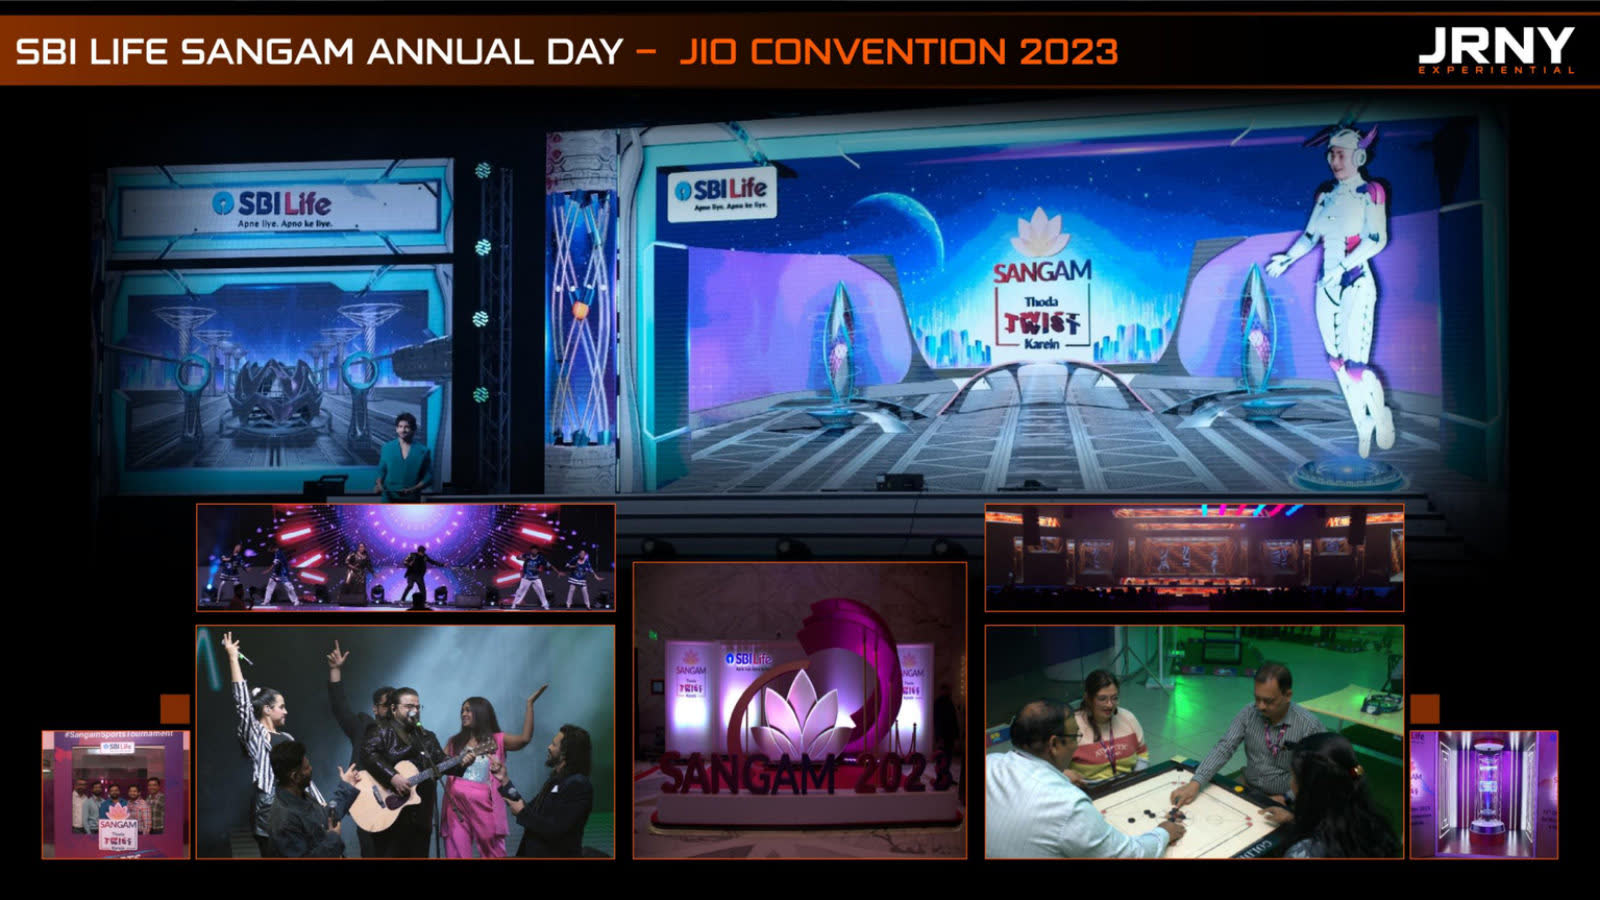 SBI LIFE SANGAM ANNUAL DAY – JIO CONVENTION 2023
JRNY
EXPERIENTIAL
SBI Life
Apne liye. Apno ke liye.
SBI Life
Apne liye. Apno ke liye.
SANGAM
Thoda
TWIST
Karein
SANGAM
Thoda
TWIST
Karein
SBI Life
SANGAM
TWIST
SANGAM 2023
#SangamSportsTournament
SBI Life
SANGAM
Thoda
TWIST
Karein